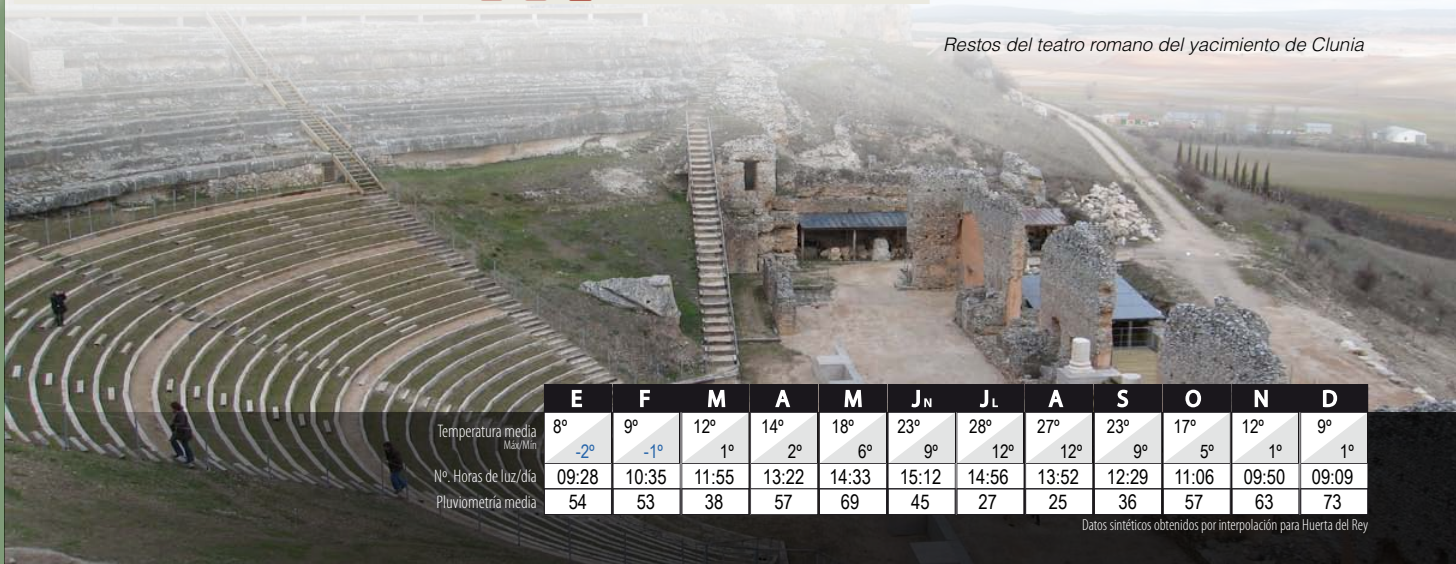 Restos del teatro romano del yacimiento de Clunia
E F M A M JN JL A S O N D
Temperatura media 8º 9º 12º 14º 18º 23º 28º 27º 23º 17º 12º 9º
Máx/Mín -2º -1º 1º 2º 6º 9º 12º 12º 9º 5º 1º 1º
Nº. Horas de luz/día 09:28 10:35 11:55 13:22 14:33 15:12 14:56 13:52 12:29 11:06 09:50 09:09
Pluviometría media 54 53 38 57 69 45 27 25 36 57 63 73
Datos sintéticos obtenidos por interpolación para Huerta del Rey